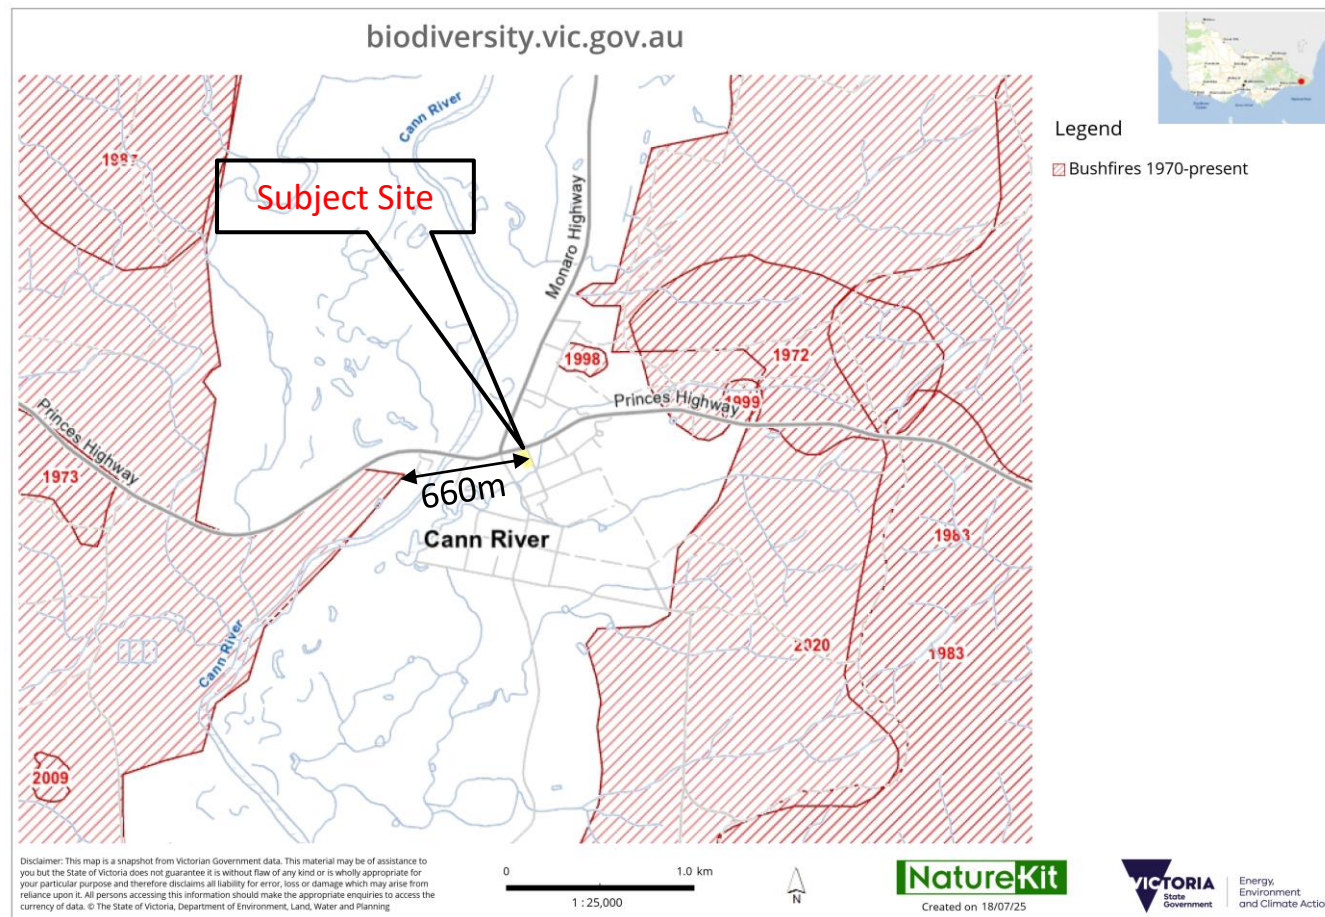 biodiversity.vic.gov.au
Legend
Bushfires 1970-present
Cann River
1987
Subject Site
Monaro Highway
1998
1972
Princes Highway
1999
Princes Highway
1973
660m
Cann River
1983
Cann River
2020
1983
2009
Disclaimer: This map is a snapshot from Victorian Government data. This material may be of assistance to
you but the State of Victoria does not guarantee it is without flaw of any kind or is wholly appropriate for
your particular purpose and therefore disclaims all liability for error, loss or damage which may arise from
reliance upon it. All persons accessing this information should make the appropriate enquiries to access the
currency of data. © The State of Victoria, Department of Environment, Land, Water and Planning
0
1.0 km
1 : 25,000
N
NatureKit
Created on 18/07/25
VICTORIA
State
Government
Energy,
Environment
and Climate Actio